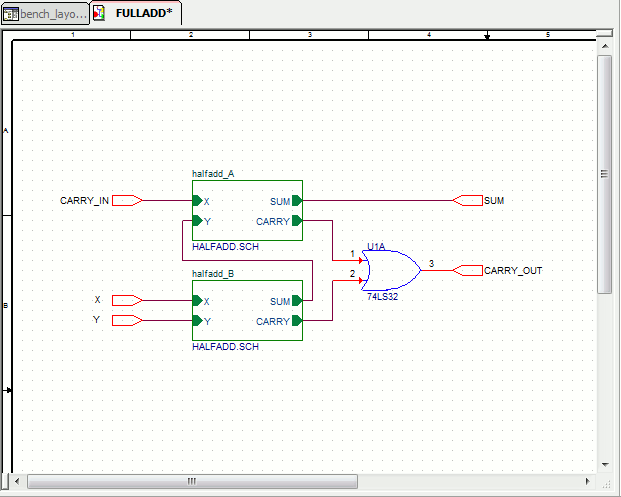 bench_layo...
FULLADD*
1 2 3 4 5
A
halfadd_A
CARRY_IN
X
SUM
SUM
Y
CARRY
HALFADD.SCH
U1A
1
2
3
CARRY_OUT
74LS32
halfadd_B
B
X
X
SUM
Y
Y
CARRY
HALFADD.SCH